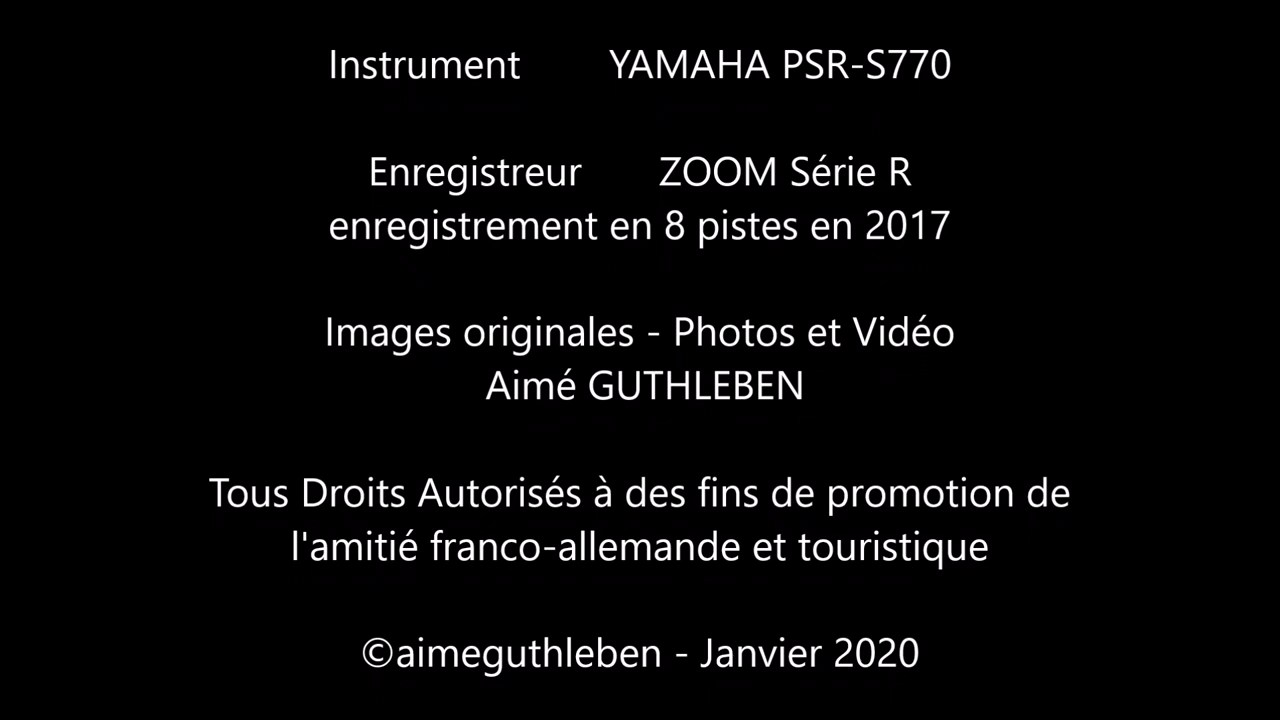 Instrument YAMAHA PSR-S770
Enregistreur ZOOM Série R
enregistrement en 8 pistes en 2017
Images originales - Photos et Vidéo
Aimé GUTHLEBEN
Tous Droits Autorisés à des fins de promotion de
l'amitié franco-allemande et touristique
©aimeguthleben - Janvier 2020